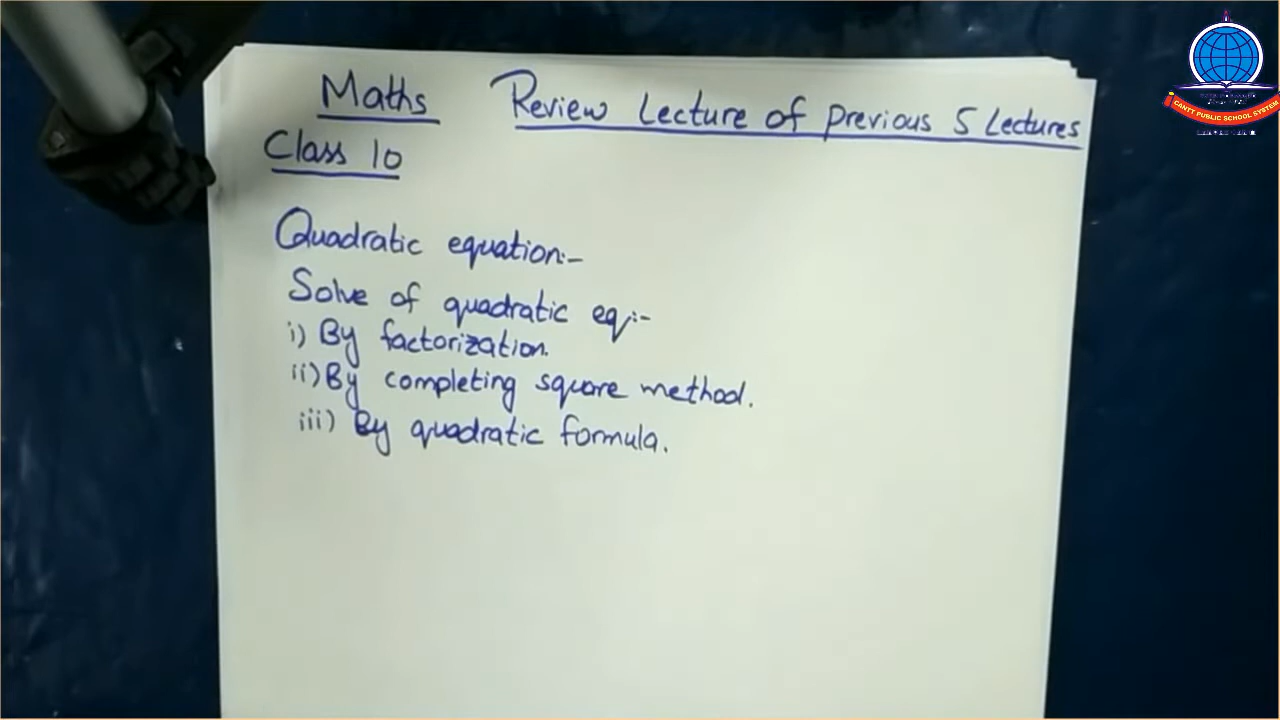 Maths Review Lecture of previous 5 Lectures
Class 10
Quadratic equation:-
Solve of quadratic eq:-
i) By factorization.
ii) By completing square method.
iii) By quadratic formula.
CANTT PUBLIC SCHOOL SYSTEM